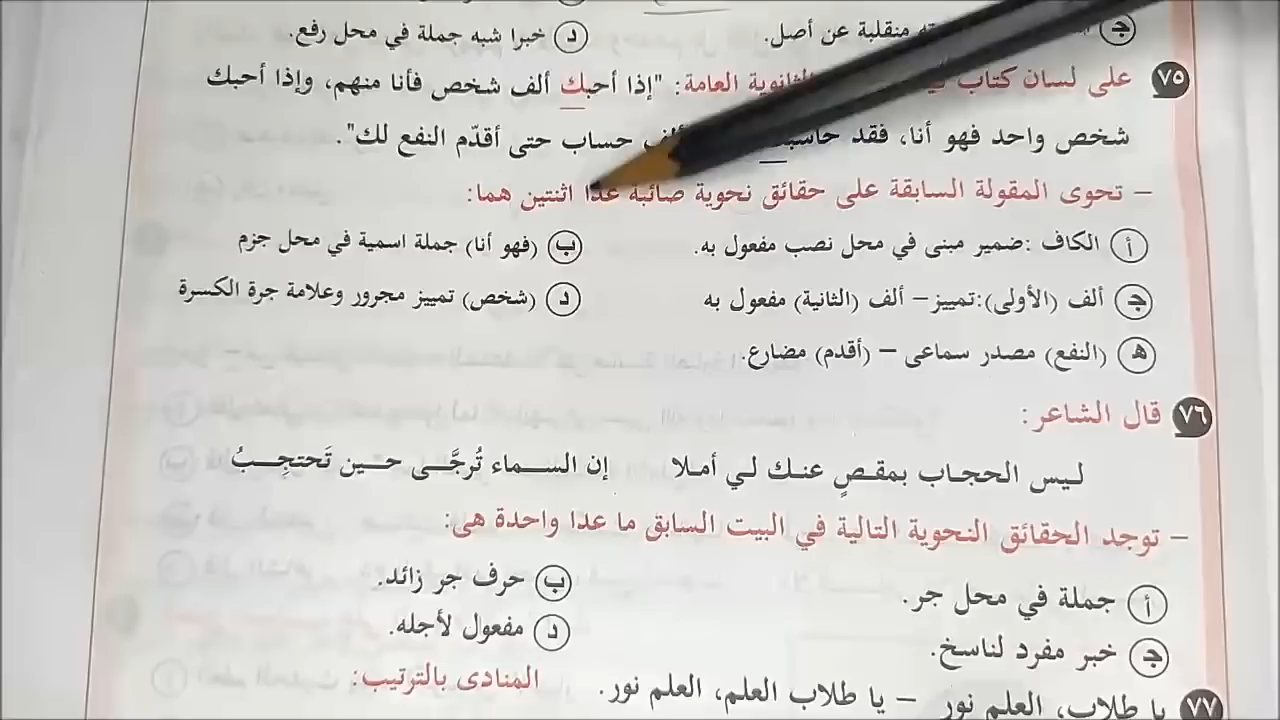 منقلبة عن أصل.
د خبرا شبه جملة في محل رفع.
٧٥ على لسان كتاب الثانوية العامة: "إذا أحبك ألف شخص فأنا منهم، وإذا أحبك
شخص واحد فهو أنا، فقد حساب حتى أقدّم النفع لك".
– تحوى المقولة السابقة على حقائق نحوية صائبة عدا اثنتين هما:
أ الكاف :ضمير مبنى في محل نصب مفعول به.
ب (فهو أنا) جملة اسمية في محل جزم
جـ ألف (الأولى):تمييز– ألف (الثانية) مفعول به
د (شخص) تمييز مجرور وعلامة جرة الكسرة
هـ (النفع) مصدر سماعى – (أقدم) مضارع.
٧٦ قال الشاعر:
ليس الحجاب بمقصٍ عنك لي أملا إن السماء تُرجَّى حين تَحتجِبُ
– توجد الحقائق النحوية التالية في البيت السابق ما عدا واحدة هى:
أ جملة في محل جر.
ب حرف جر زائد.
جـ خبر مفرد لناسخ.
د مفعول لأجله.
٧٧ يا طلاب، العلم نور – يا طلاب العلم، العلم نور. المنادى بالترتيب: